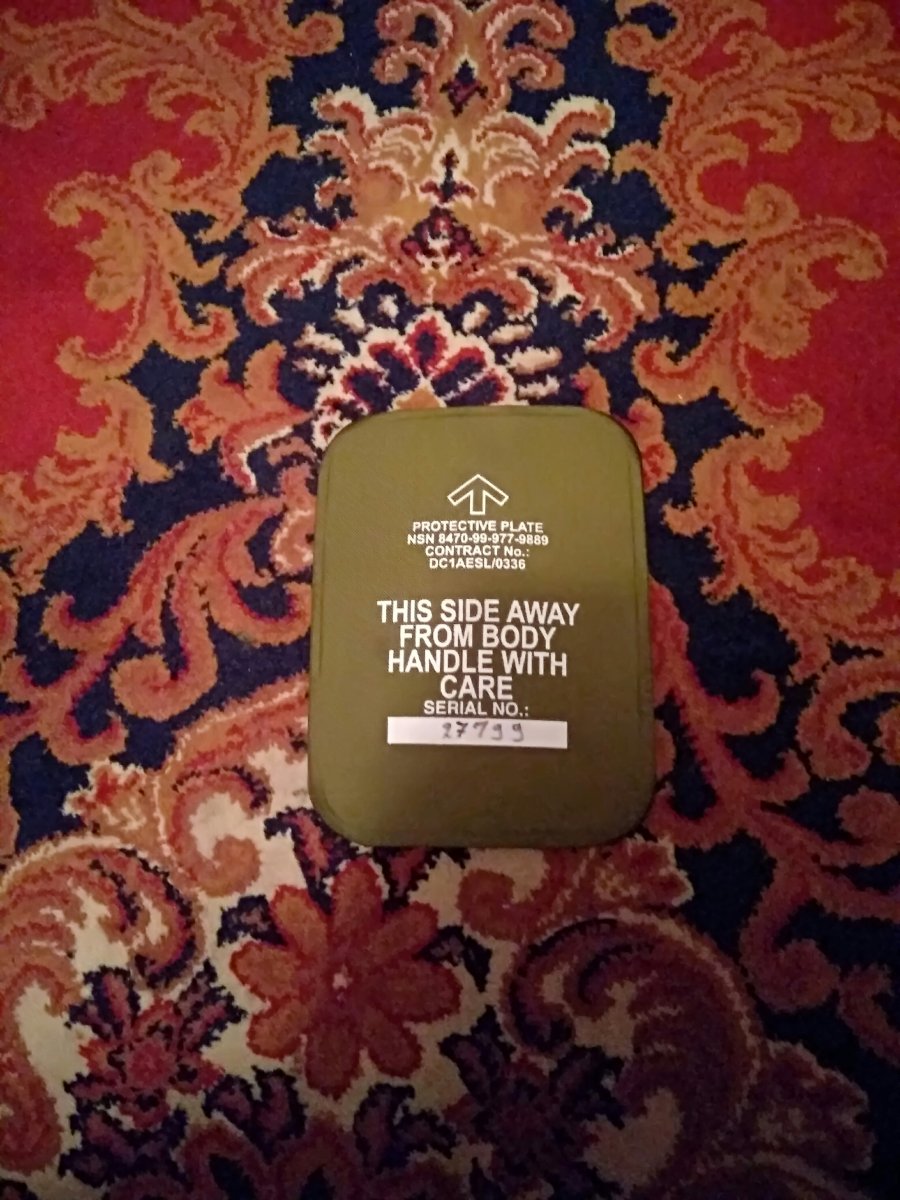 PROTECTIVE PLATE
NSN 8470-99-977-9889
CONTRACT No.:
DC1AESL/0336
THIS SIDE AWAY
FROM BODY
HANDLE WITH
CARE
SERIAL NO.:
27199